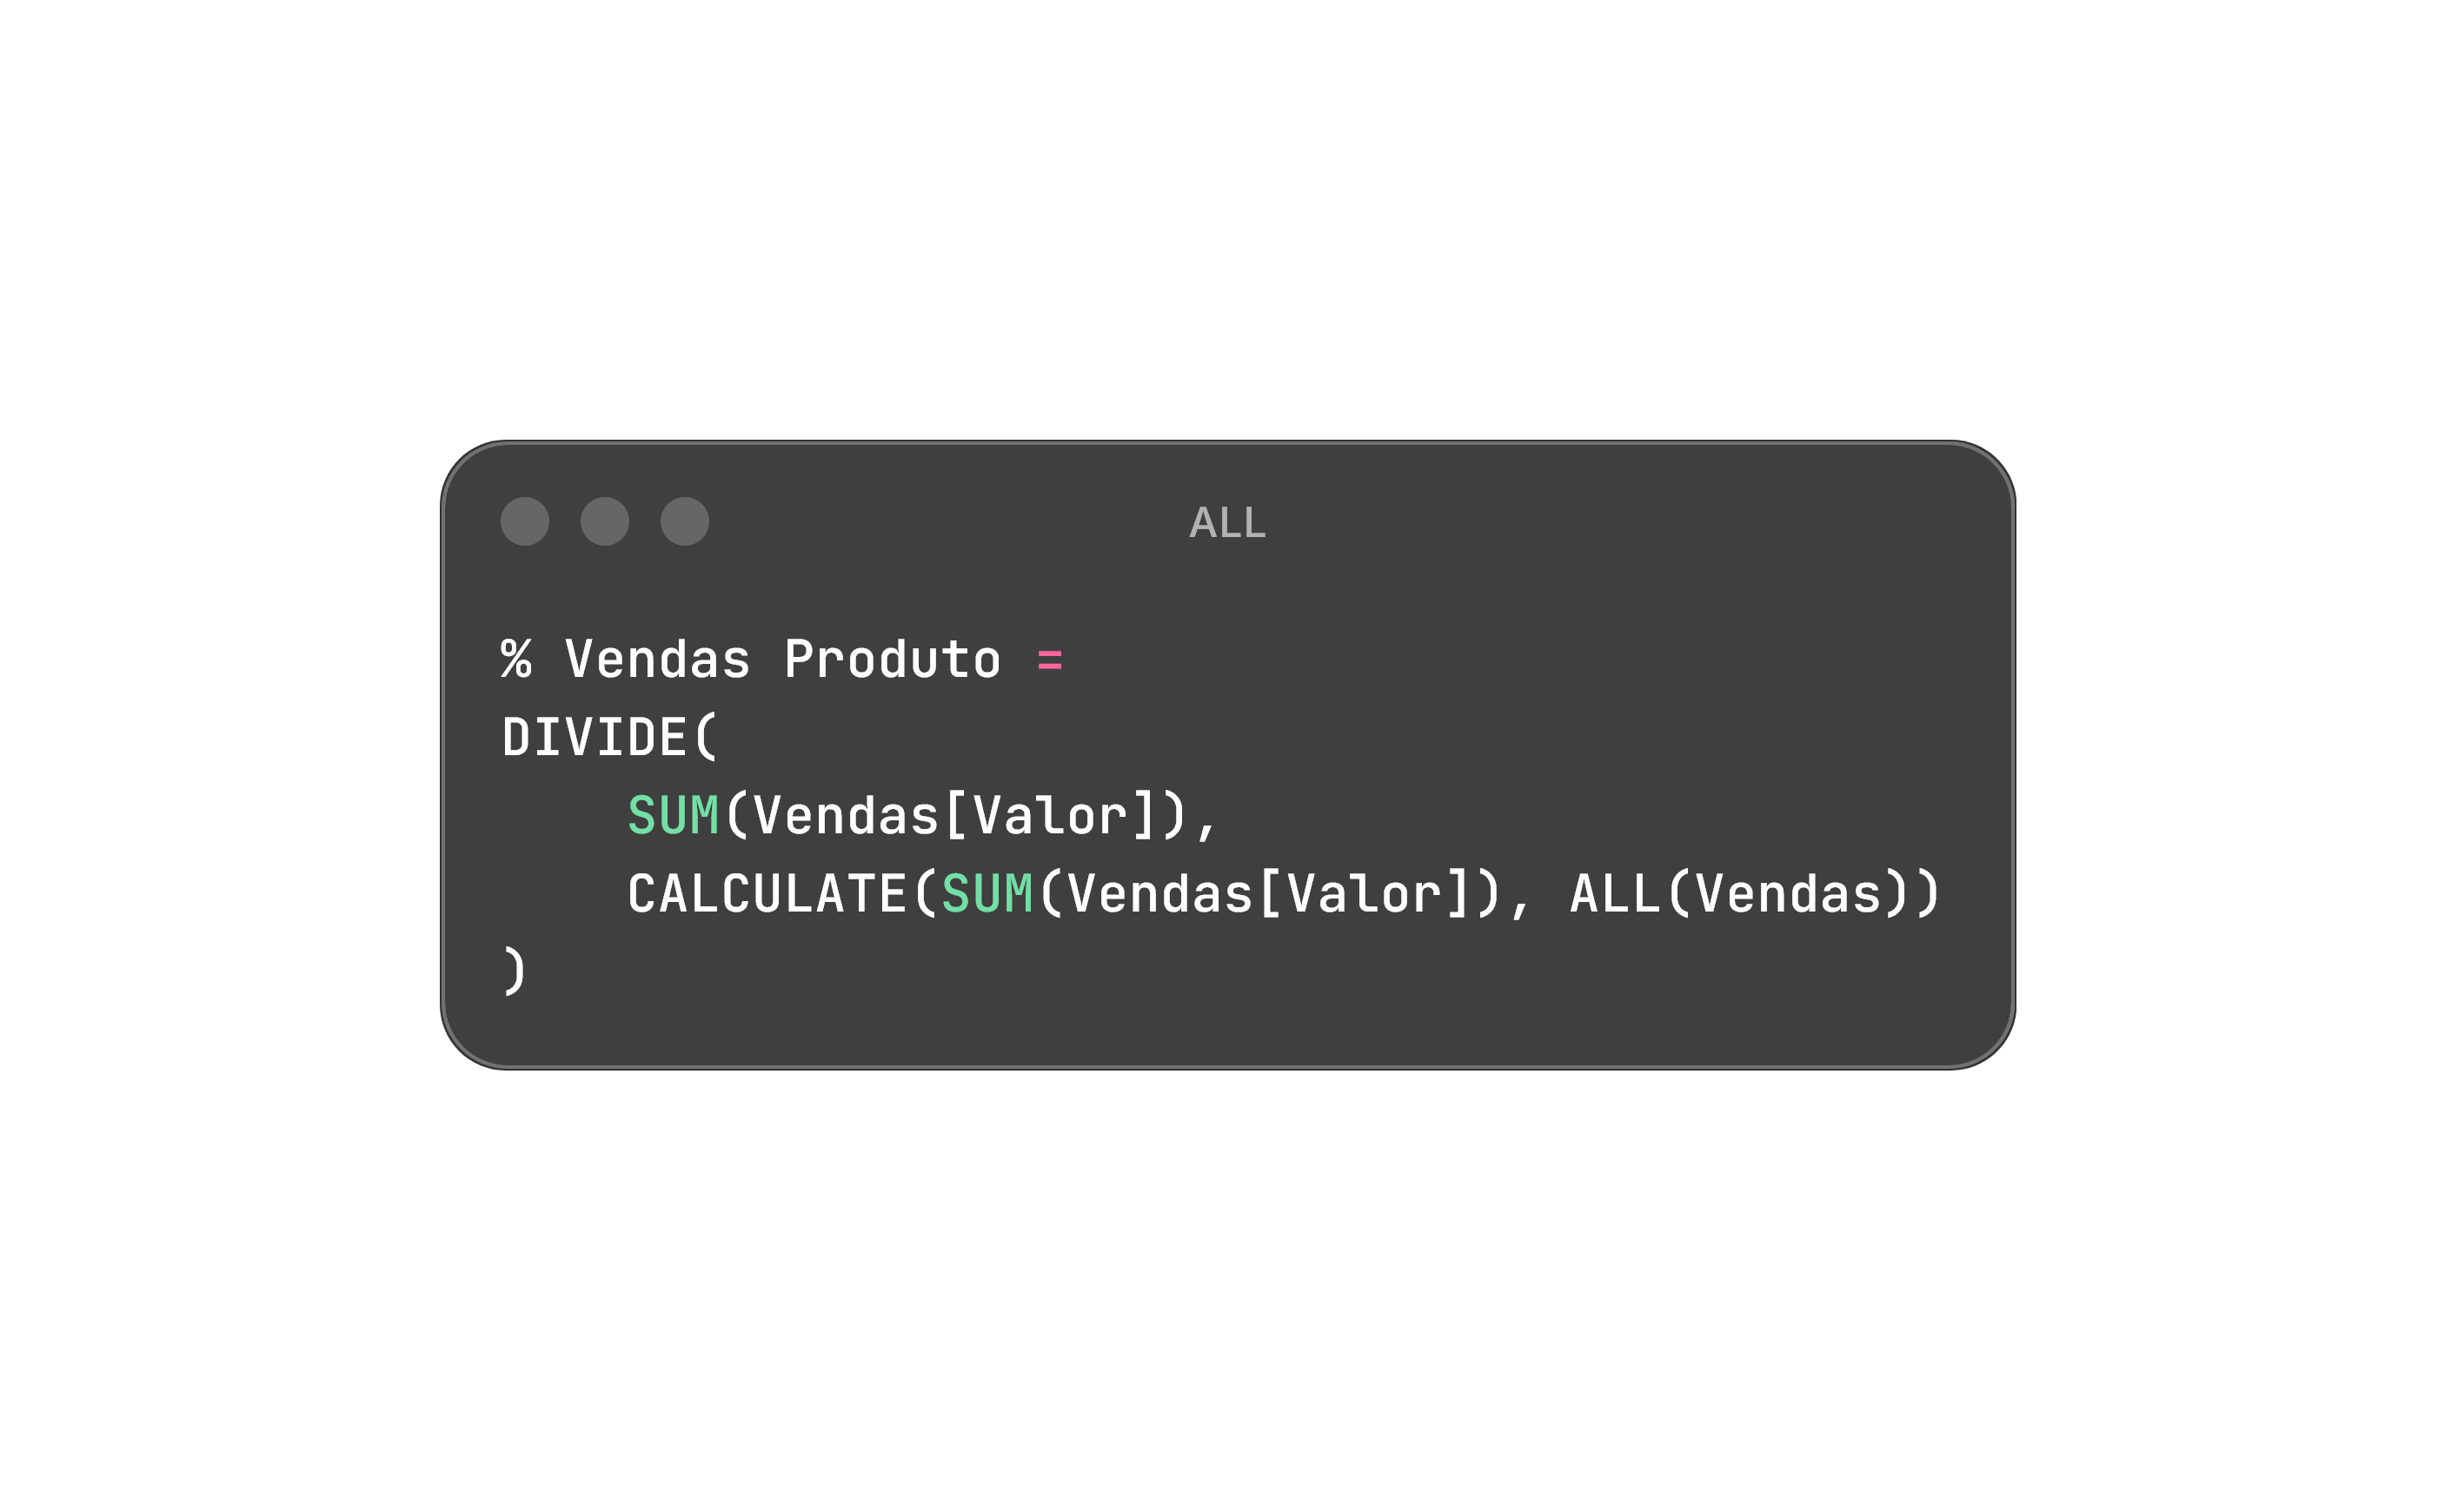 ALL
% Vendas Produto =
DIVIDE(
    SUM(Vendas[Valor]),
    CALCULATE(SUM(Vendas[Valor]), ALL(Vendas))
)